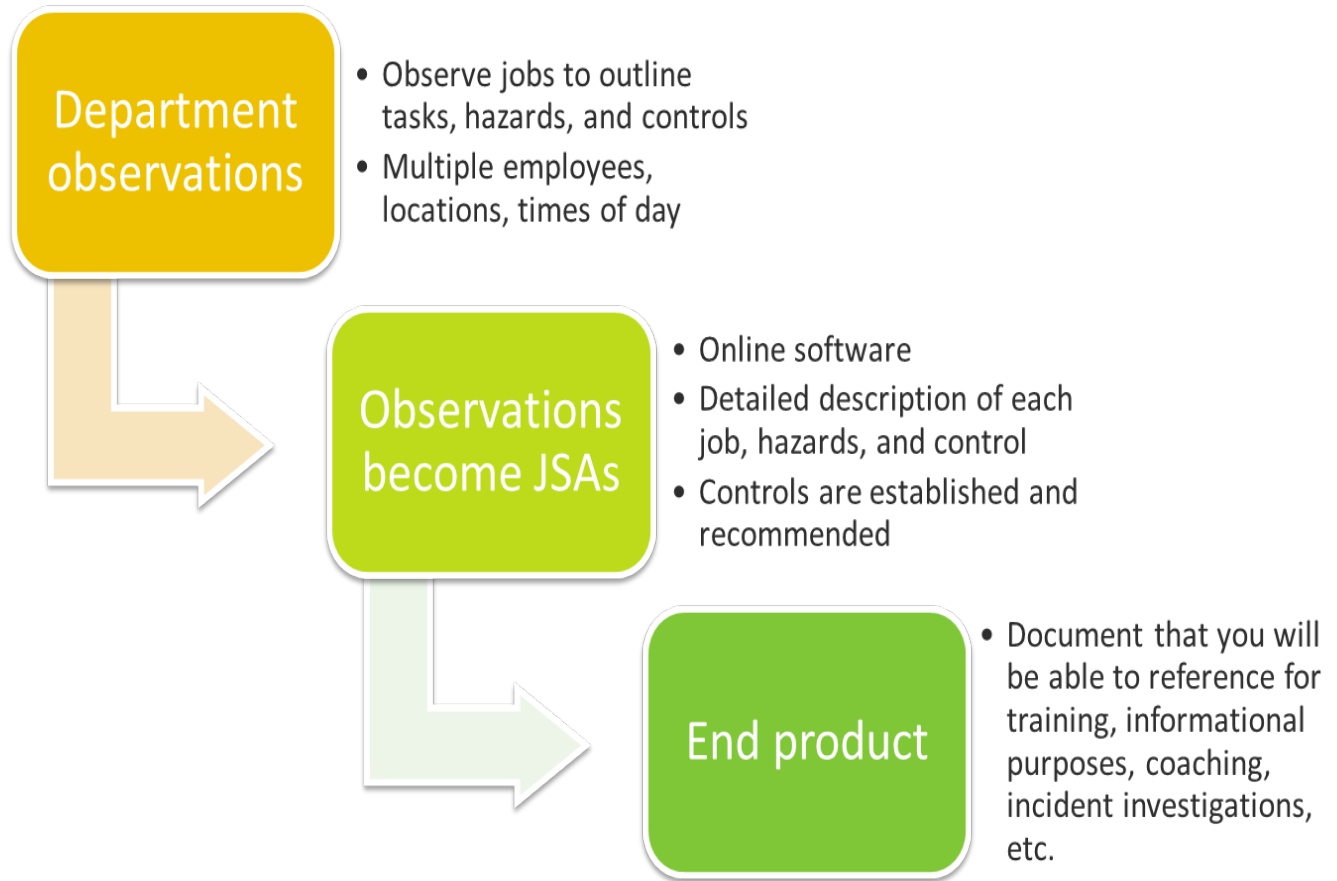 Department
observations
• Observe jobs to outline
tasks, hazards, and controls
• Multiple employees,
locations, times of day
Observations
become JSAs
• Online software
• Detailed description of each
job, hazards, and control
• Controls are established and
recommended
End product
• Document that you will
be able to reference for
training, informational
purposes, coaching,
incident investigations,
etc.